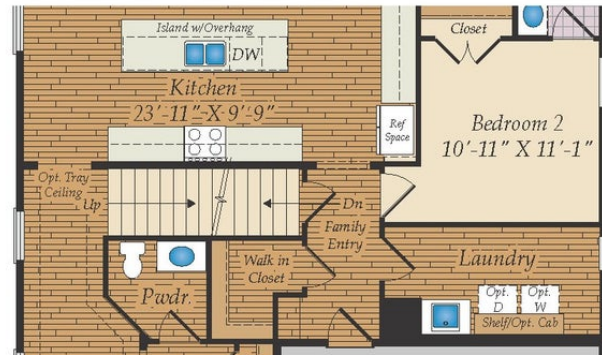 Island w/Overhang
DW
Kitchen
23'-11" X 9'-9"
Closet
Ref
Space
Bedroom 2
10'-11" X 11'-1"
Opt. Tray
Ceiling
Up
Dn
Family
Entry
Walk in
Closet
Laundry
Pwdr.
Opt.
D
Opt.
W
Shelf/Opt. Cab